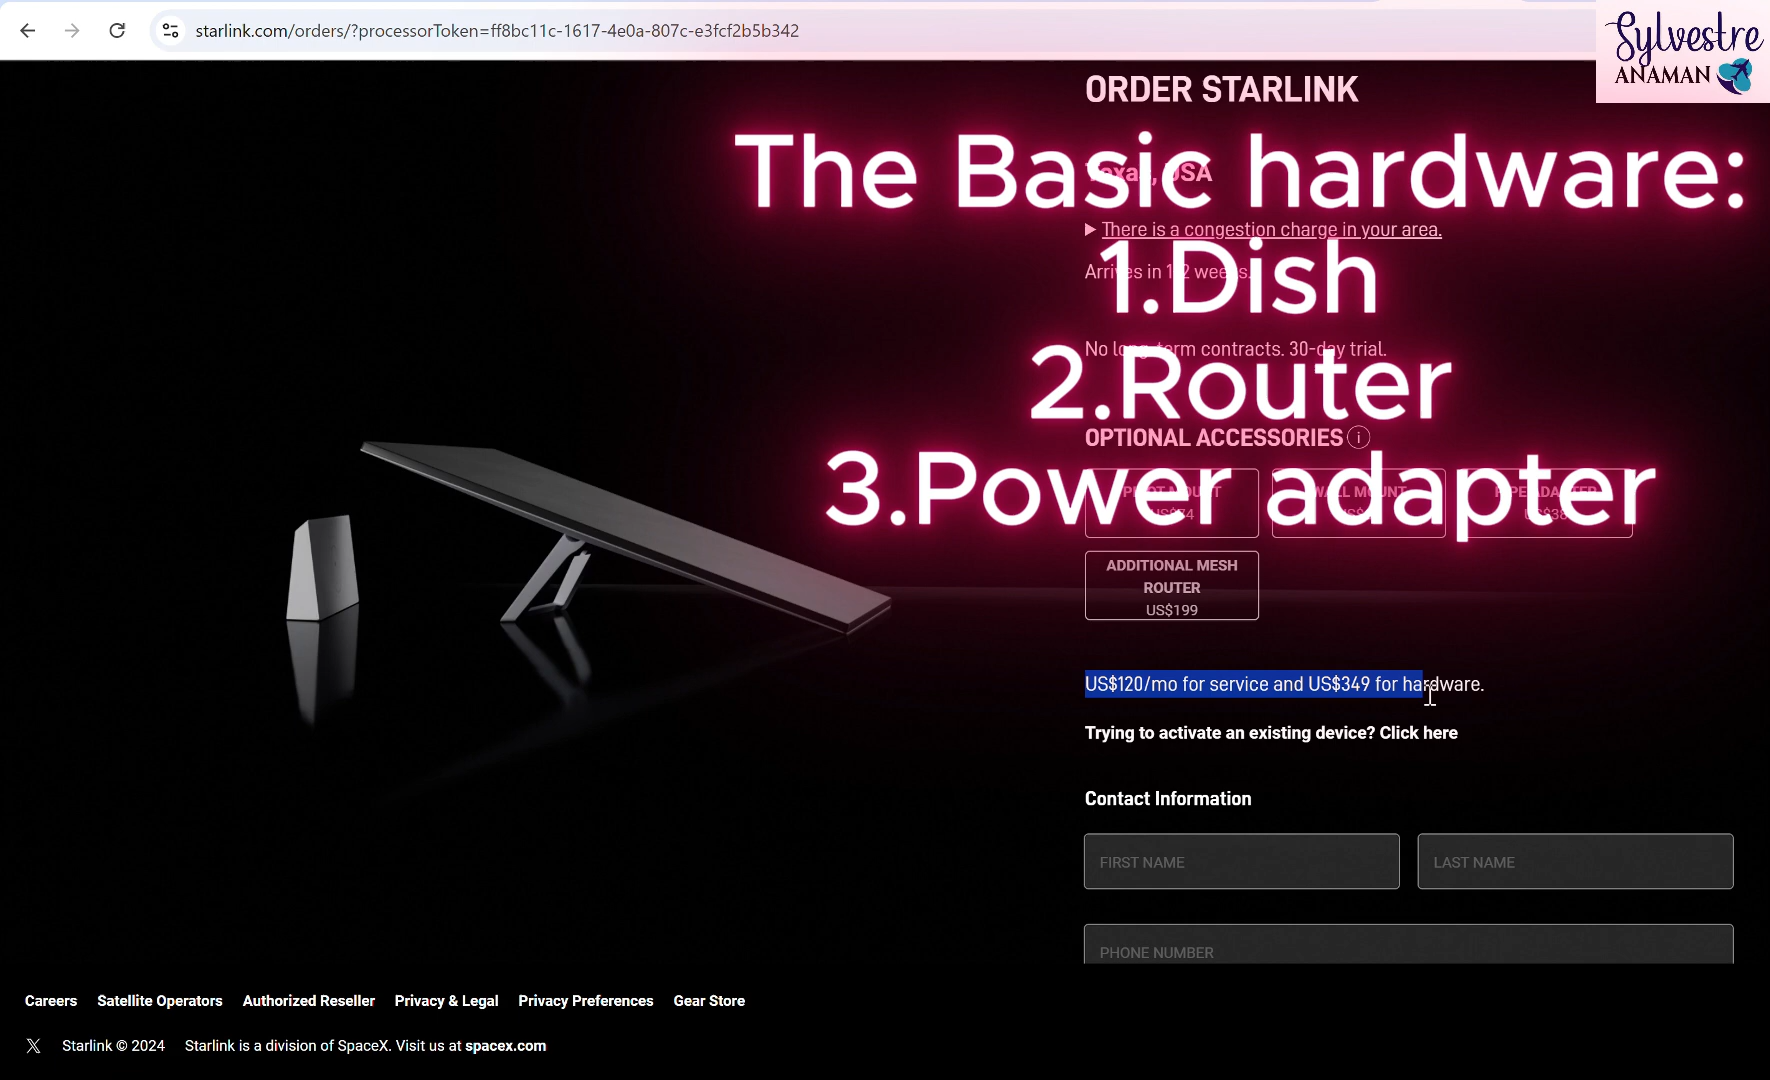 starlink.com/orders/?processorToken=ff8bc11c-1617-4e0a-807c-e3fcf2b5b342
Sylvestre
ANAMAN
ORDER STARLINK
The Basic hardware:
Texas, USA
There is a congestion charge in your area.
1.Dish
Arrives in 1-2 weeks.
No long-term contracts. 30-day trial.
2.Router
OPTIONAL ACCESSORIES
3.Power adapter
PIVOT MOUNT
WALL MOUNT
PIPE ADAPTER
ADDITIONAL MESH
ROUTER
US$199
US$120/mo for service and US$349 for hardware.
Trying to activate an existing device? Click here
Contact Information
FIRST NAME
LAST NAME
PHONE NUMBER
Careers Satellite Operators Authorized Reseller Privacy & Legal Privacy Preferences Gear Store
Starlink © 2024 Starlink is a division of SpaceX. Visit us at spacex.com